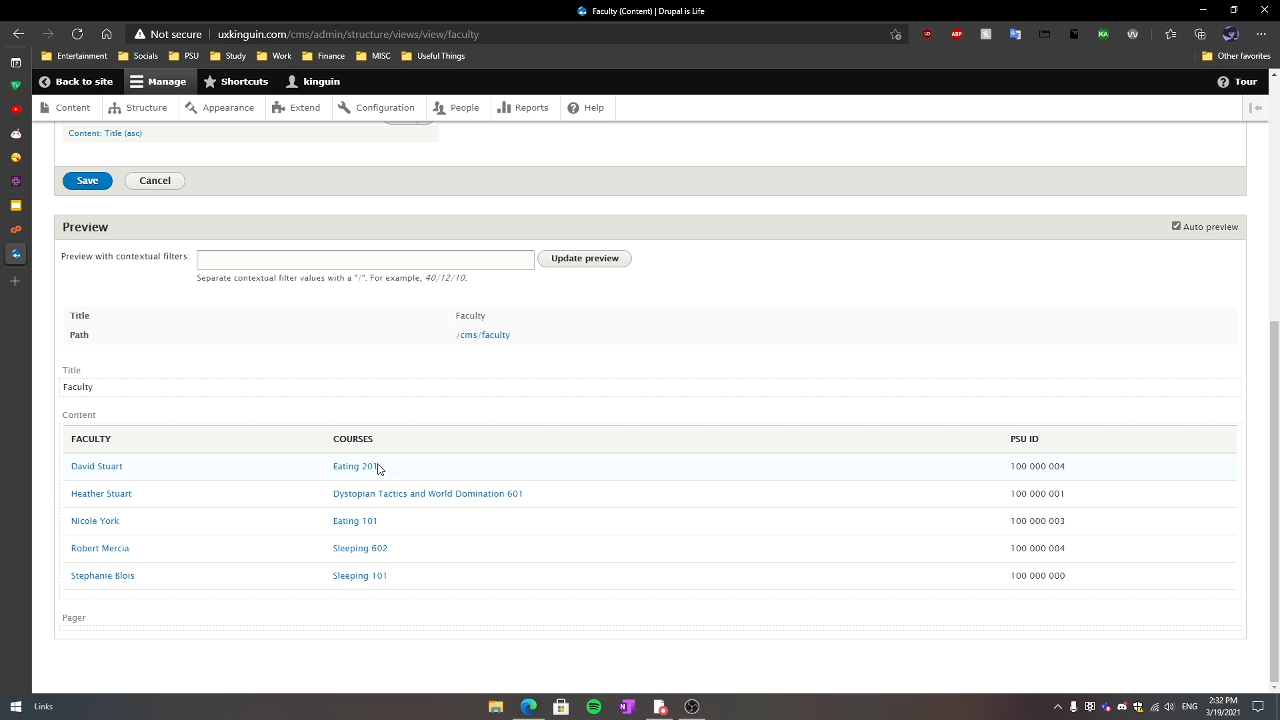 Faculty (Content) | Drupal is Life
Not secure | uxkinguin.com/cms/admin/structure/views/view/faculty
Entertainment Socials PSU Study Work Finance MISC Useful Things Other favorites
Back to site Manage Shortcuts kinguin Tour
Content Structure Appearance Extend Configuration People Reports Help
Content: Title (asc)
Save Cancel
Preview
Auto preview
Preview with contextual filters:
Update preview
Separate contextual filter values with a "/". For example, 40/12/10.
Title Faculty
Path /cms/faculty
Title
Faculty
Content
FACULTY COURSES PSU ID
David Stuart Eating 201 100 000 004
Heather Stuart Dystopian Tactics and World Domination 601 100 000 001
Nicole York Eating 101 100 000 003
Robert Mercia Sleeping 602 100 000 004
Stephanie Blois Sleeping 101 100 000 000
Pager
Links
ENG
2:32 PM
3/19/2021